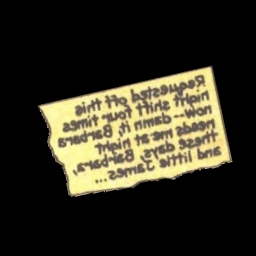 Requested off this
night shift four times
now-- damn it, Barbara
needs me at night
these days, Barbara,
and little James...